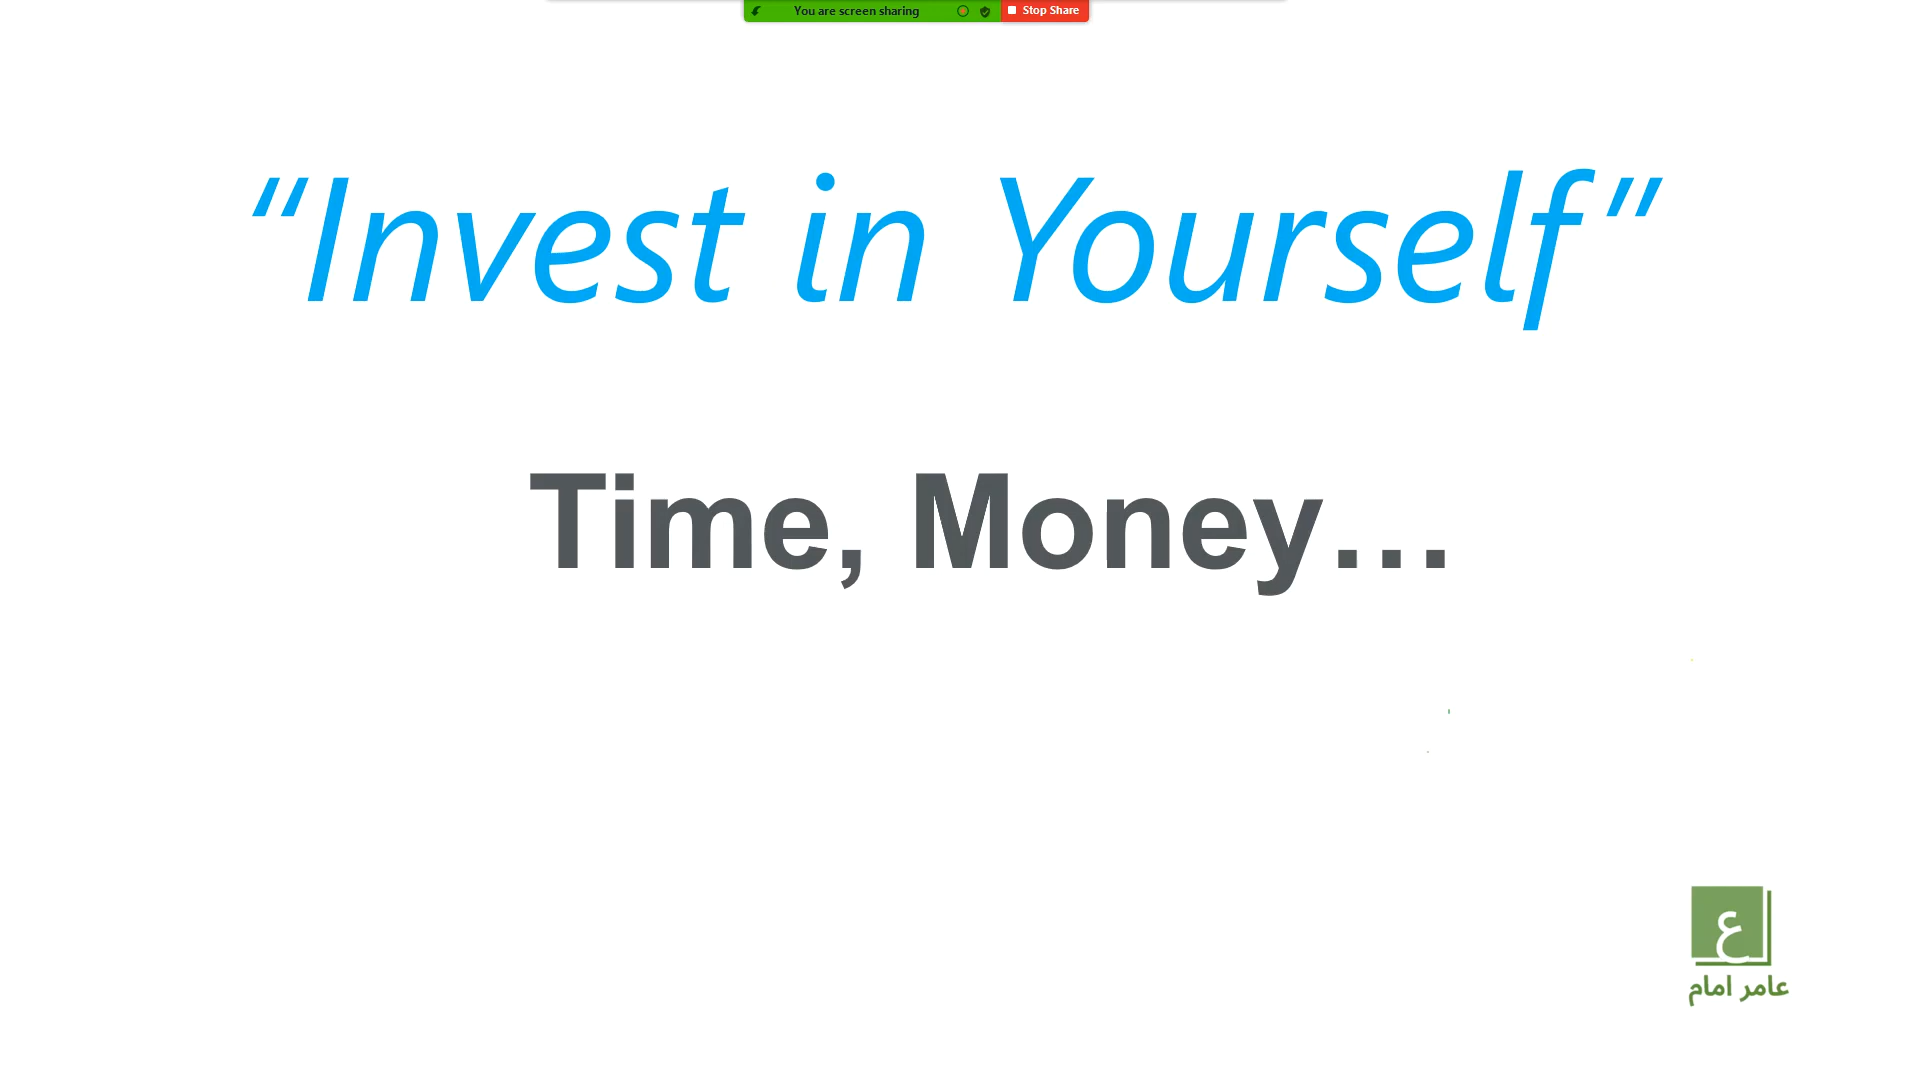 You are screen sharing Stop Share
“Invest in Yourself”
Time, Money…
ع
عامر امام